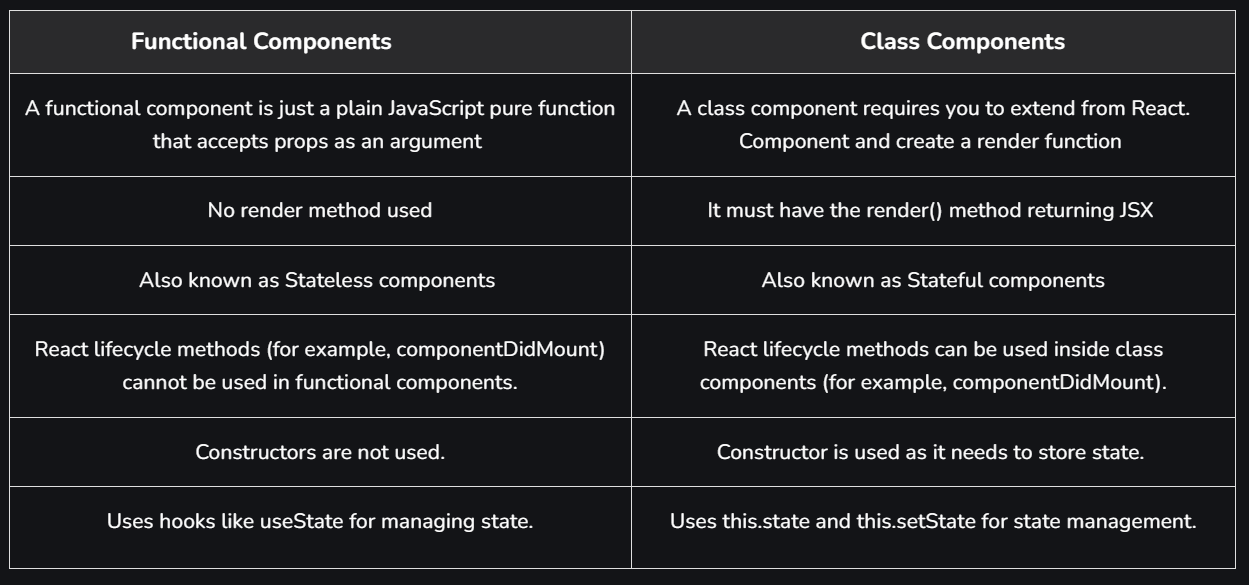 Functional Components
Class Components
A functional component is just a plain JavaScript pure function
that accepts props as an argument
A class component requires you to extend from React.
Component and create a render function
No render method used
It must have the render() method returning JSX
Also known as Stateless components
Also known as Stateful components
React lifecycle methods (for example, componentDidMount)
cannot be used in functional components.
React lifecycle methods can be used inside class
components (for example, componentDidMount).
Constructors are not used.
Constructor is used as it needs to store state.
Uses hooks like useState for managing state.
Uses this.state and this.setState for state management.